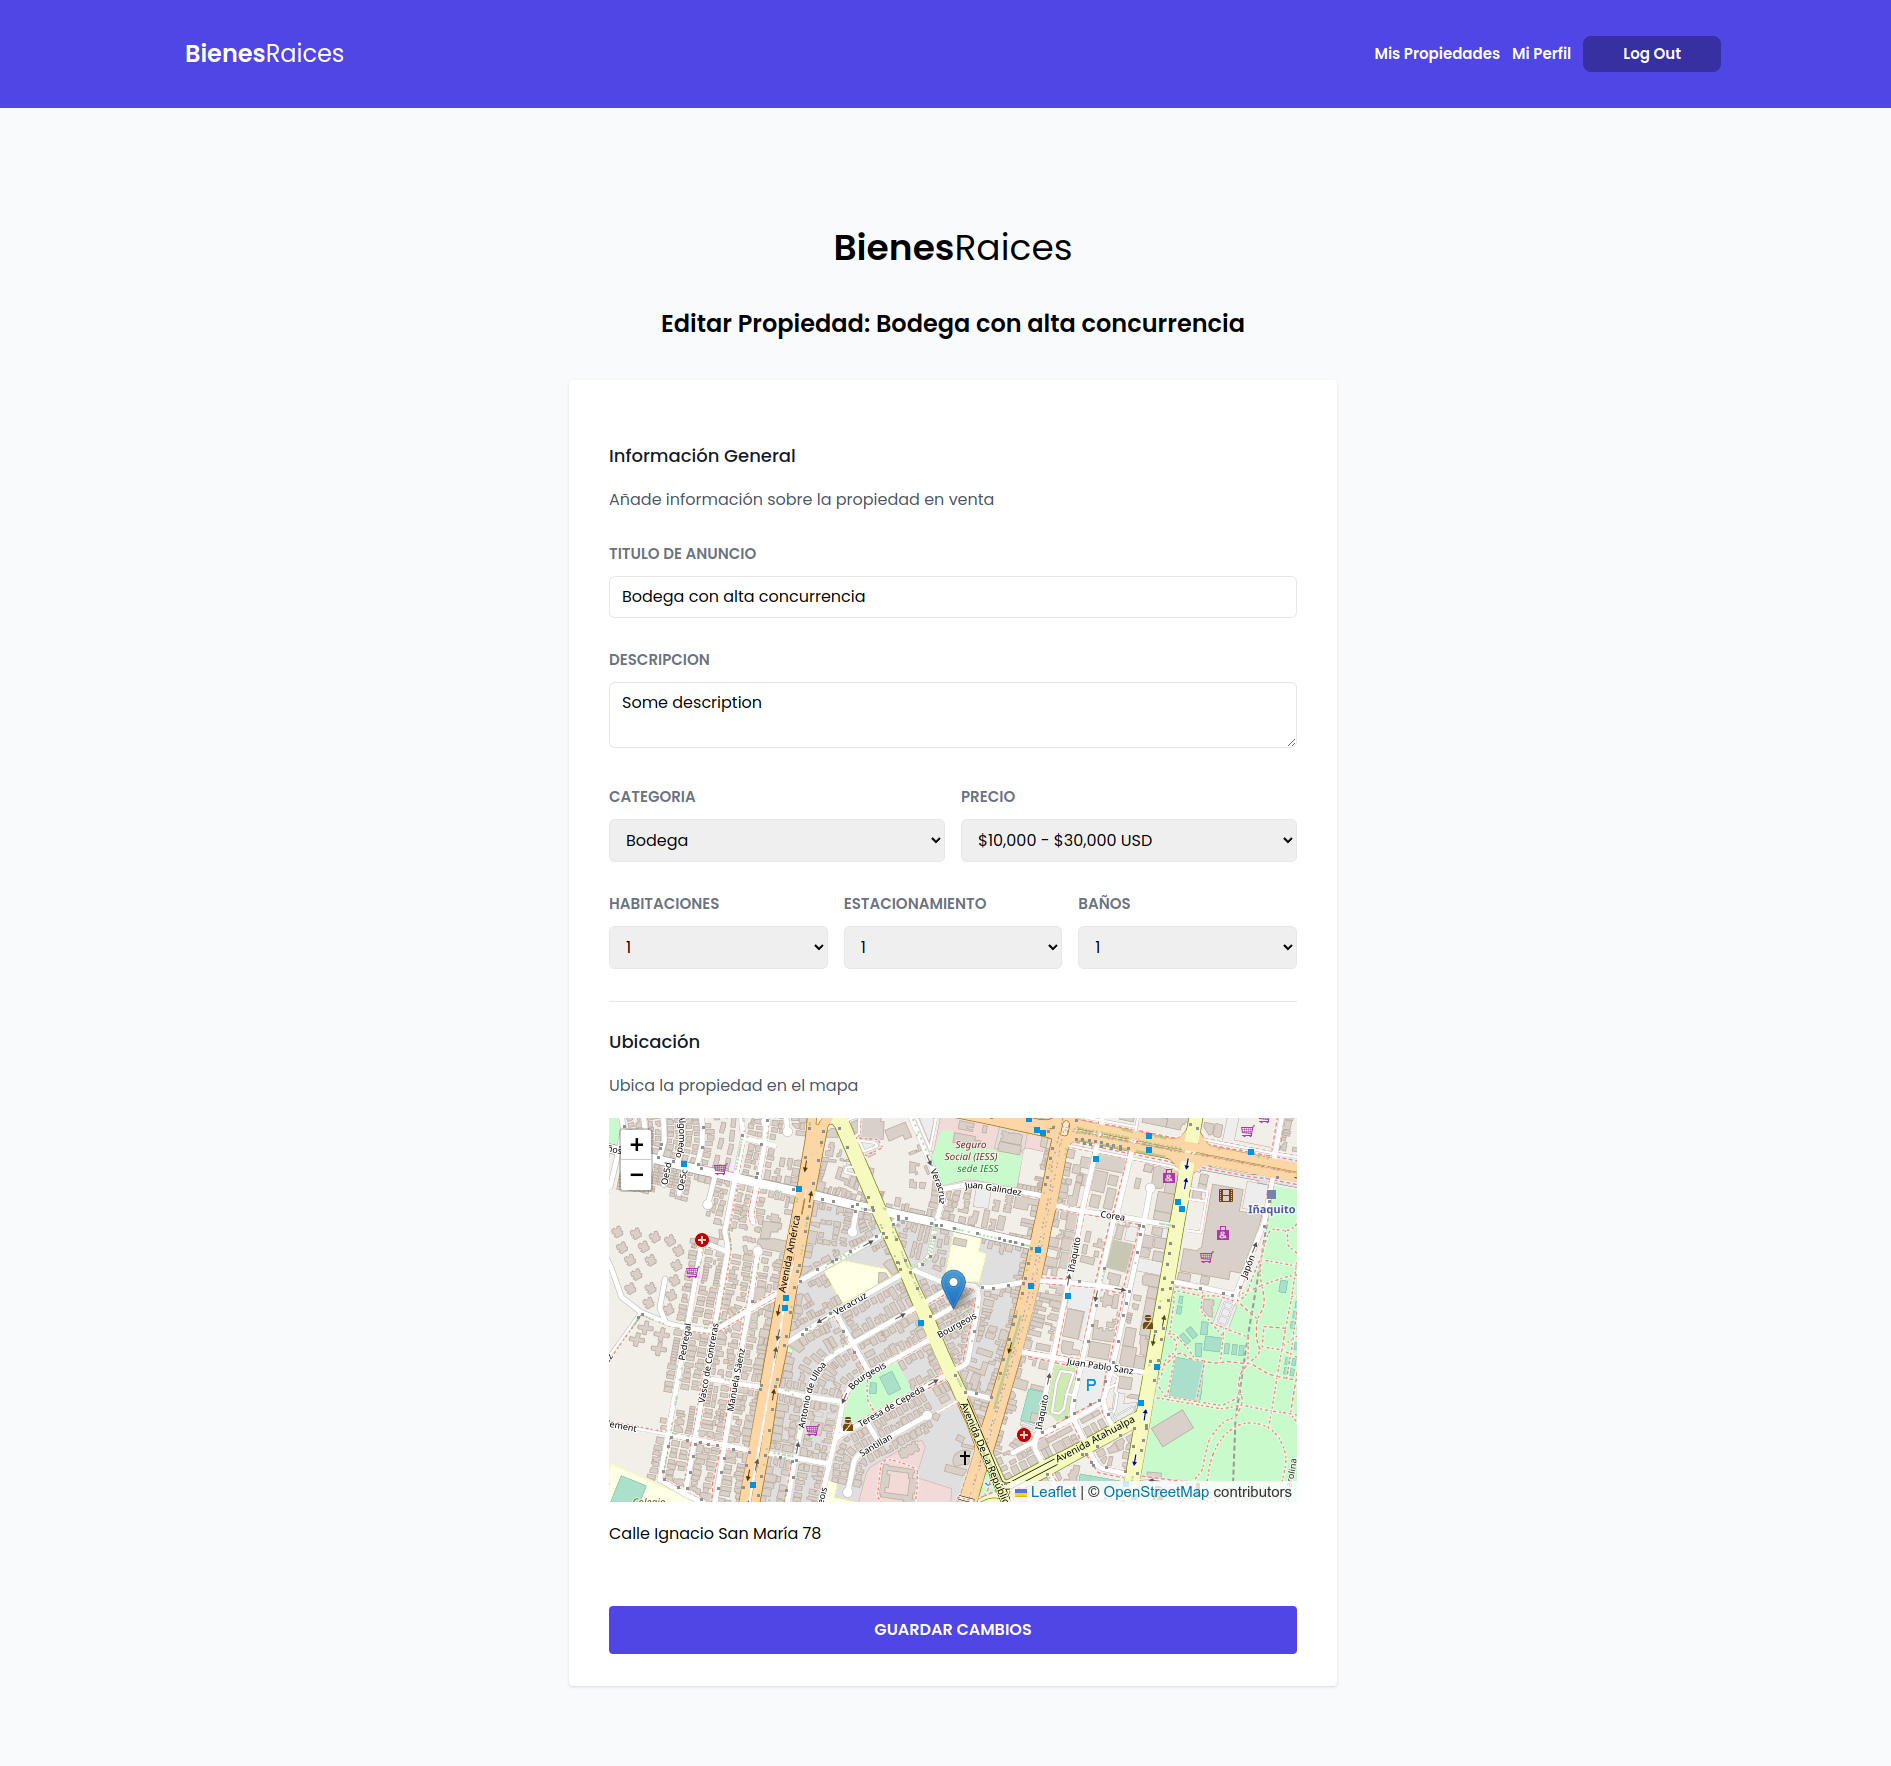 BienesRaices
Mis Propiedades Mi Perfil Log Out
BienesRaices
Editar Propiedad: Bodega con alta concurrencia
Información General
Añade información sobre la propiedad en venta
TITULO DE ANUNCIO
Bodega con alta concurrencia
DESCRIPCION
Some description
CATEGORIA PRECIO
Bodega $10,000 - $30,000 USD
HABITACIONES ESTACIONAMIENTO BAÑOS
1 1 1
Ubicación
Ubica la propiedad en el mapa
+
−
Seguro
Social (IESS)
sede IESS
Juan Galindez
Veracruz
Corea
Iñaquito
Avenida América
Iñaquito
Japón
Veracruz
Bourgeois
Pedregal
Vasco de Contreras
Manuela Sáenz
Antonio de Ulloa
Bourgeois
Teresa de Cepeda
Santillan
Juan Pablo Sanz
P
Iñaquito
Avenida Atahualpa
Avenida De La Republic
Leaflet | © OpenStreetMap contributors
Calle Ignacio San María 78
GUARDAR CAMBIOS